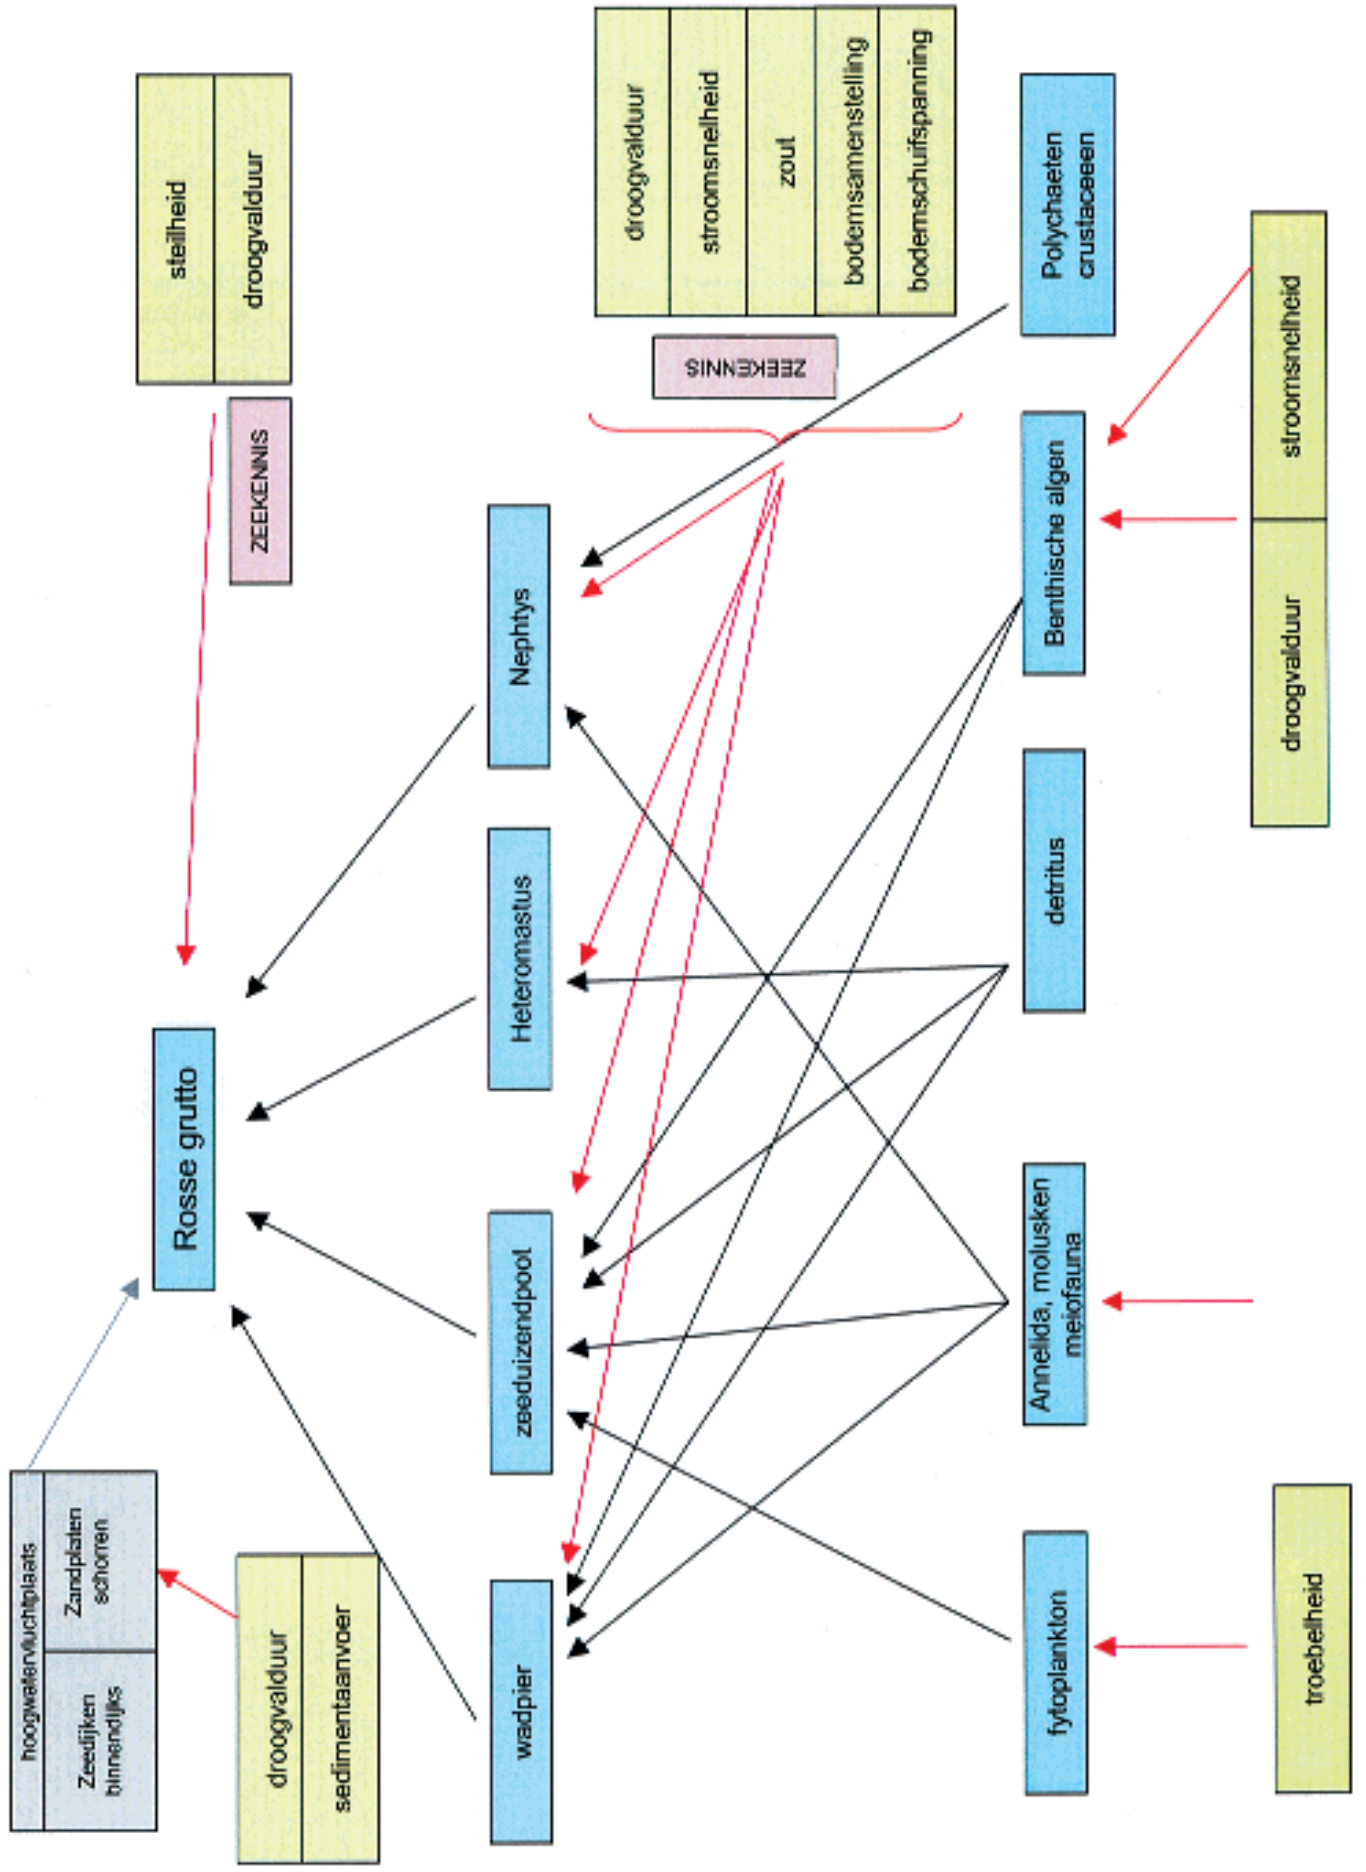 hoogwatervluchtplaats
Zeedijken
binnendijks
Zandplaten
schorren
Rosse grutto
steilheid
droogvalduur
ZEEKENNIS
droogvalduur
sedimentaanvoer
wadpier
zeeduizendpoot
Heteromastus
Nephtys
droogvalduur
stroomsnelheid
zout
bodemsamenstelling
bodemschuifspanning
ZEEKENNIS
fytoplankton
Annelida, molusken
meiofauna
detritus
Benthische algen
Polychaeten
crustaceeen
troebelheid
droogvalduur
stroomsnelheid